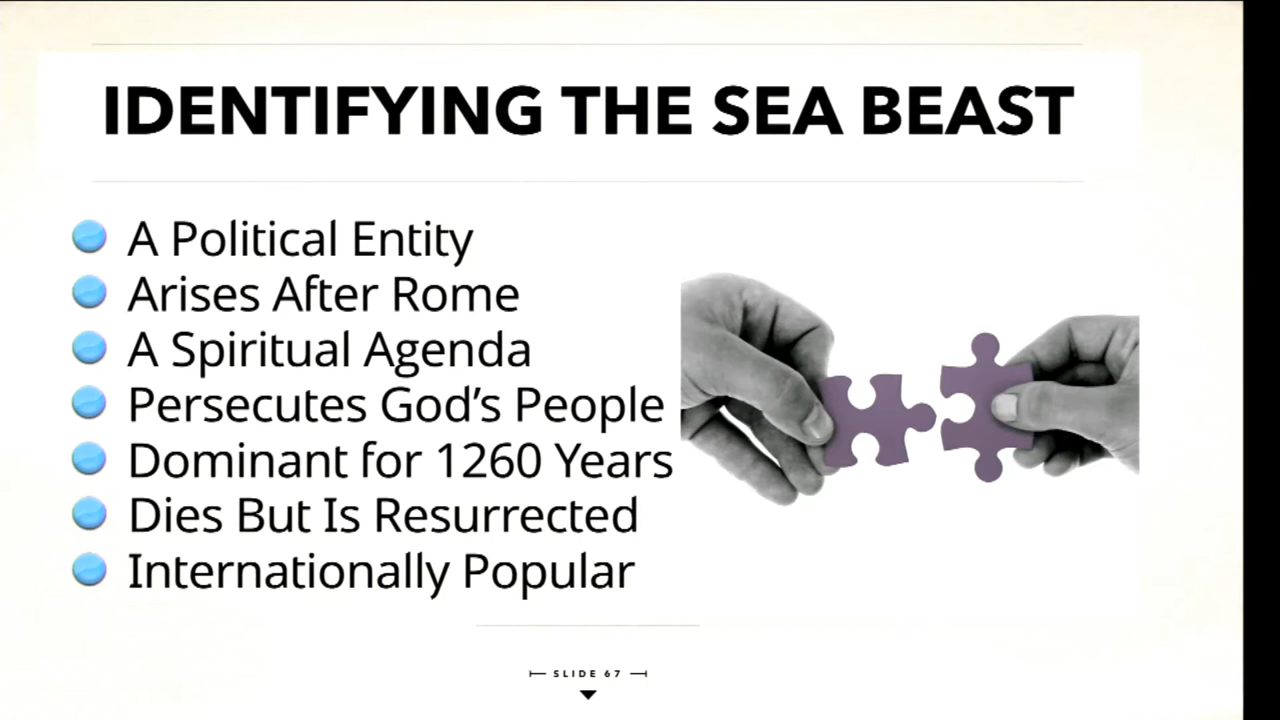 IDENTIFYING THE SEA BEAST
A Political Entity
Arises After Rome
A Spiritual Agenda
Persecutes God’s People
Dominant for 1260 Years
Dies But Is Resurrected
Internationally Popular
SLIDE 67